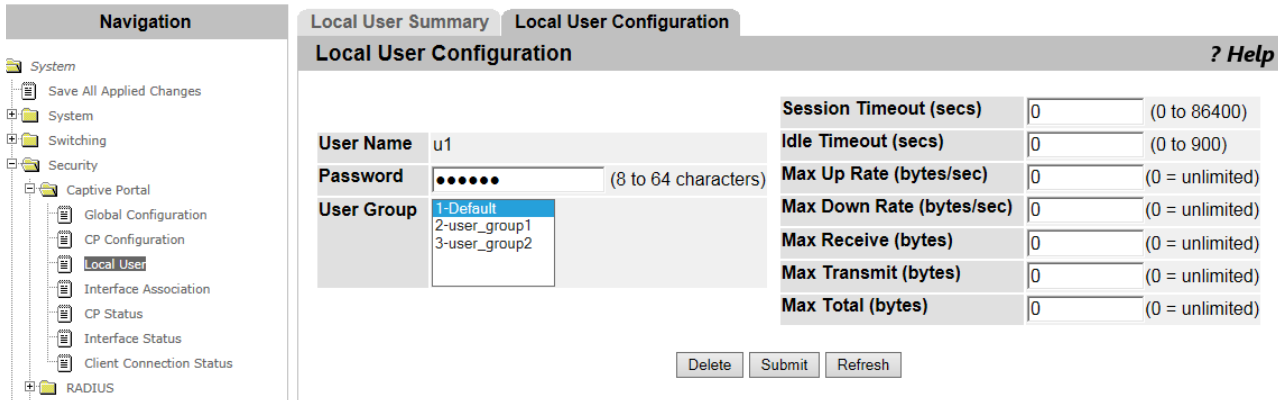 Navigation
System
Save All Applied Changes
System
Switching
Security
Captive Portal
Global Configuration
CP Configuration
Local User
Interface Association
CP Status
Interface Status
Client Connection Status
RADIUS
Local User Summary Local User Configuration
Local User Configuration ? Help
User Name u1
Password •••••• (8 to 64 characters)
User Group 1-Default
2-user_group1
3-user_group2
Session Timeout (secs) 0 (0 to 86400)
Idle Timeout (secs) 0 (0 to 900)
Max Up Rate (bytes/sec) 0 (0 = unlimited)
Max Down Rate (bytes/sec) 0 (0 = unlimited)
Max Receive (bytes) 0 (0 = unlimited)
Max Transmit (bytes) 0 (0 = unlimited)
Max Total (bytes) 0 (0 = unlimited)
Delete Submit Refresh